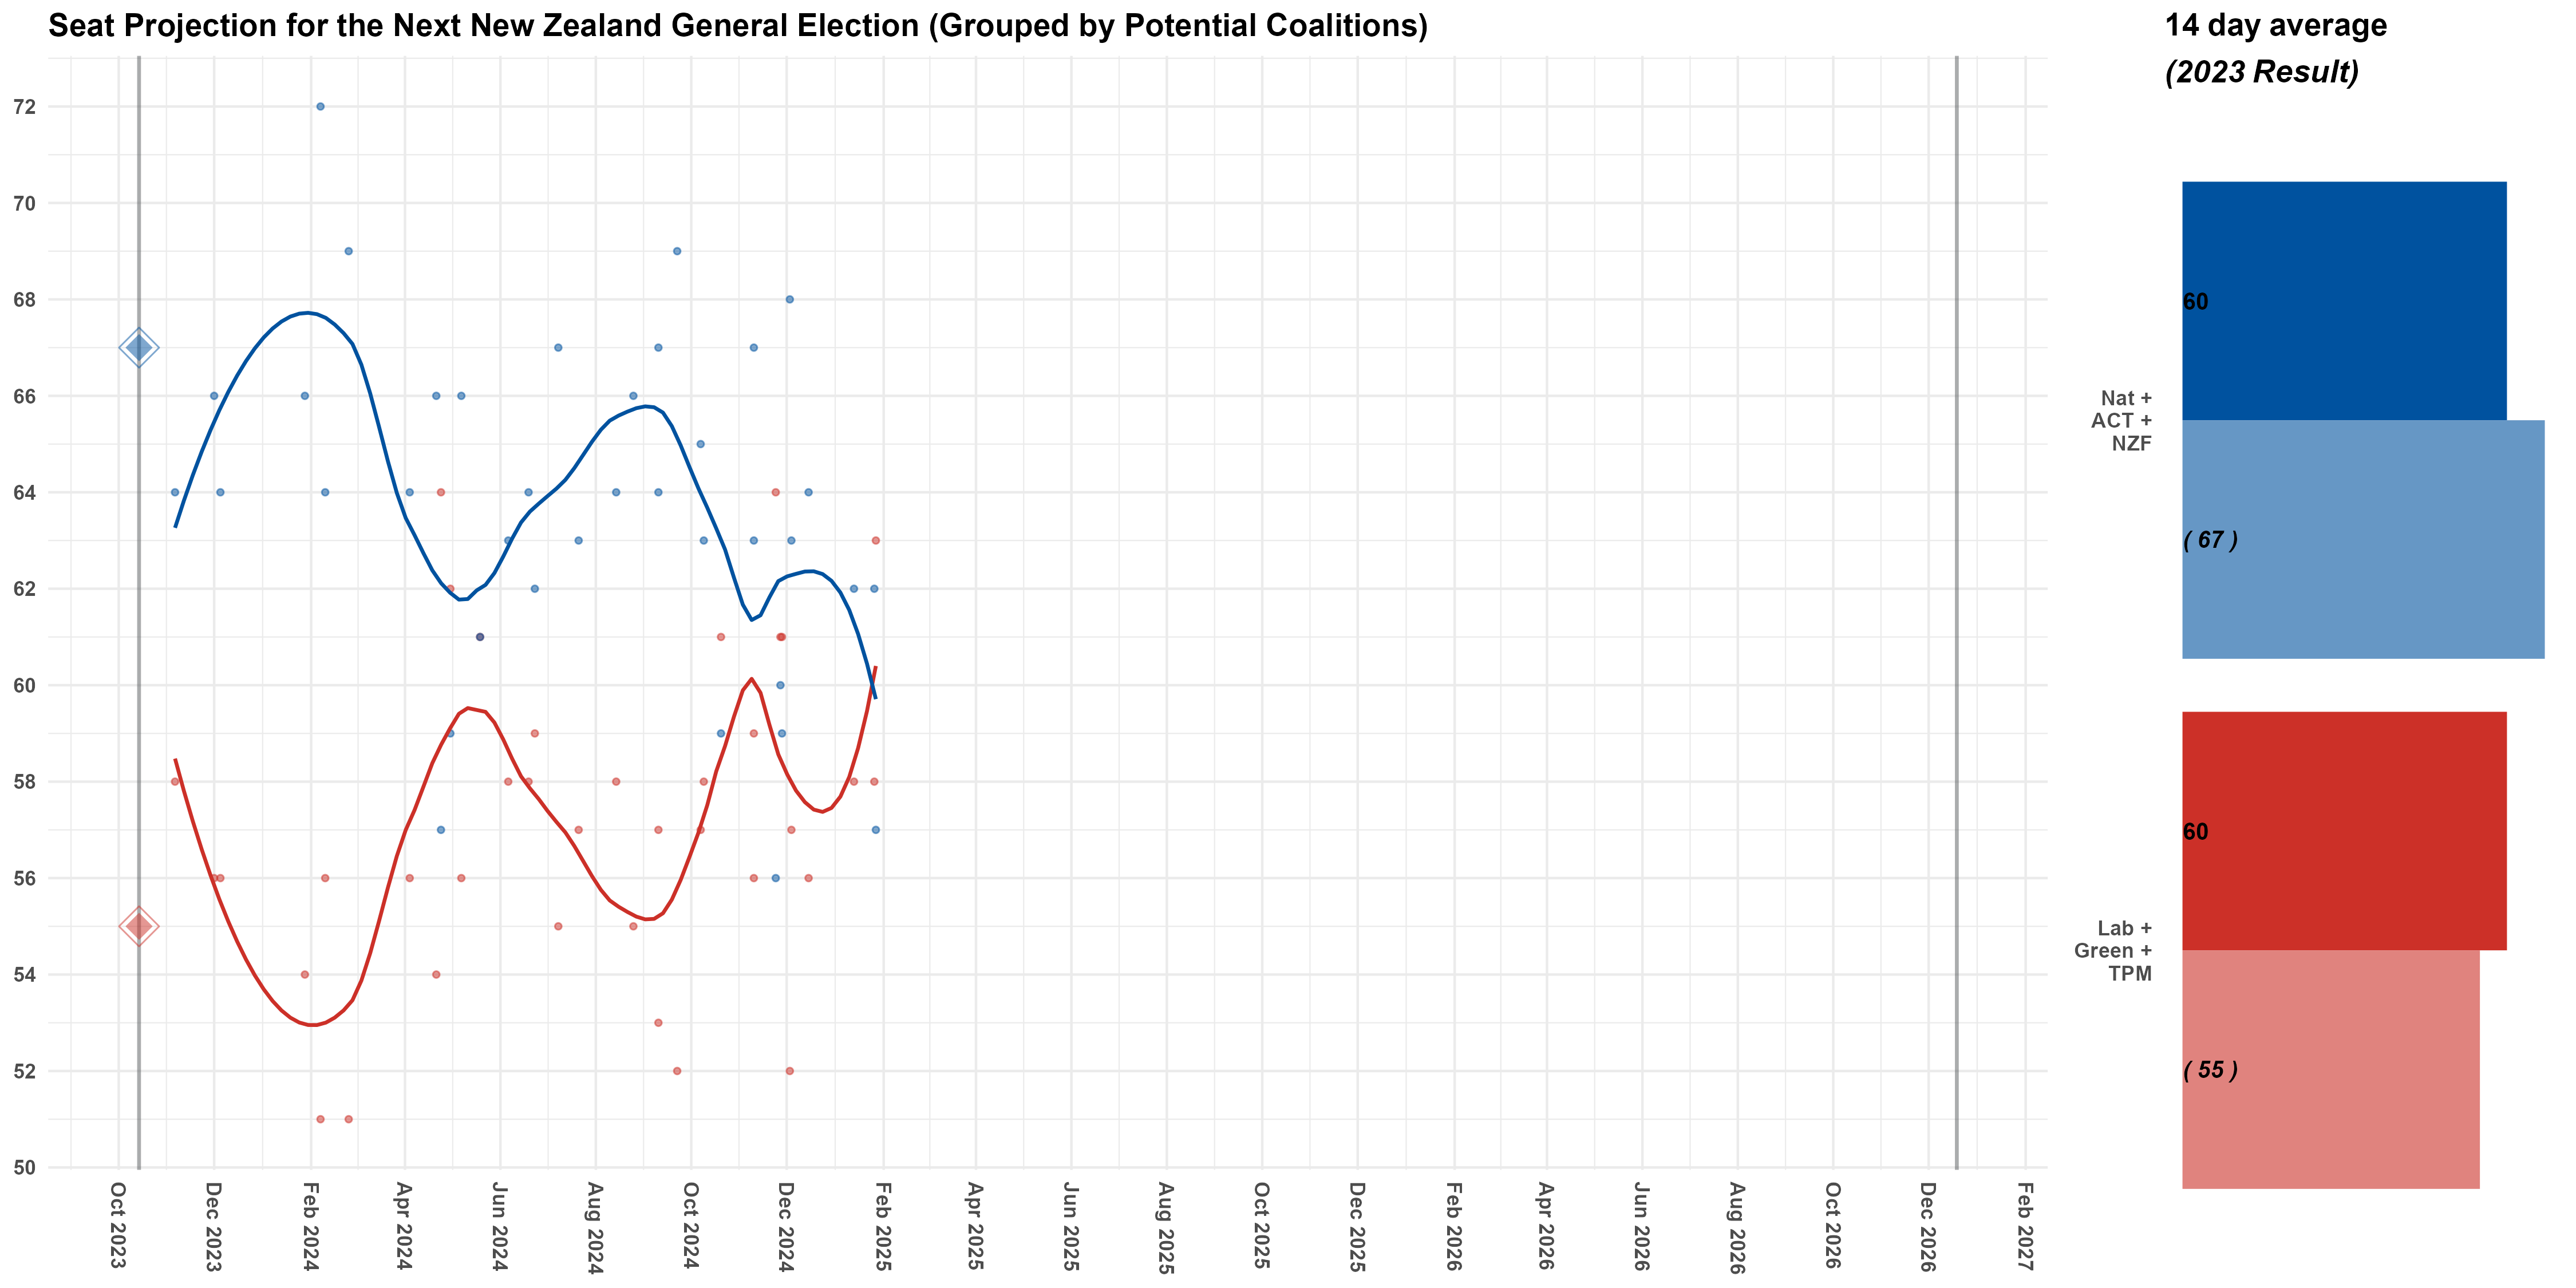 Seat Projection for the Next New Zealand General Election (Grouped by Potential Coalitions)
14 day average
(2023 Result)
72
70
68
66
64
62
60
58
56
54
52
50
Oct 2023
Dec 2023
Feb 2024
Apr 2024
Jun 2024
Aug 2024
Oct 2024
Dec 2024
Feb 2025
Apr 2025
Jun 2025
Aug 2025
Oct 2025
Dec 2025
Feb 2026
Apr 2026
Jun 2026
Aug 2026
Oct 2026
Dec 2026
Feb 2027
Nat +
ACT +
NZF
60
( 67 )
Lab +
Green +
TPM
60
( 55 )